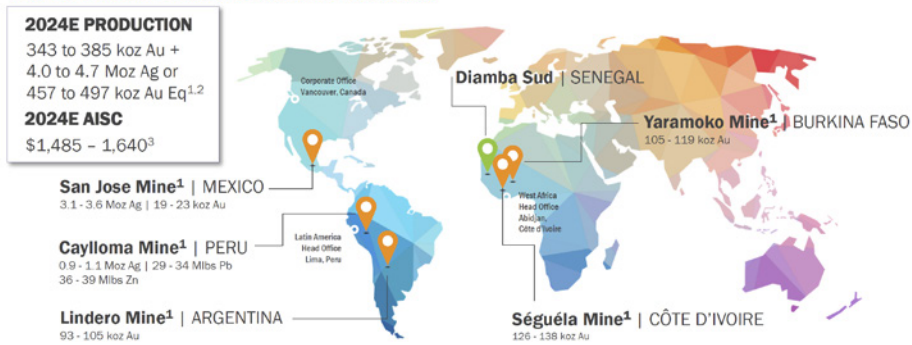 2024E PRODUCTION
343 to 385 koz Au +
4.0 to 4.7 Moz Ag or
457 to 497 koz Au Eq1,2
2024E AISC
$1,485 – 1,6403
Corporate Office
Vancouver, Canada
Diamba Sud | SENEGAL
Yaramoko Mine1 | BURKINA FASO
105 - 119 koz Au
San Jose Mine1 | MEXICO
3.1 - 3.6 Moz Ag | 19 - 23 koz Au
West Africa
Head Office
Abidjan,
Côte d'Ivoire
Latin America
Head Office
Lima, Peru
Caylloma Mine1 | PERU
0.9 - 1.1 Moz Ag | 29 - 34 Mlbs Pb
36 - 39 Mlbs Zn
Lindero Mine1 | ARGENTINA
93 - 105 koz Au
Séguéla Mine1 | CÔTE D'IVOIRE
126 - 138 koz Au